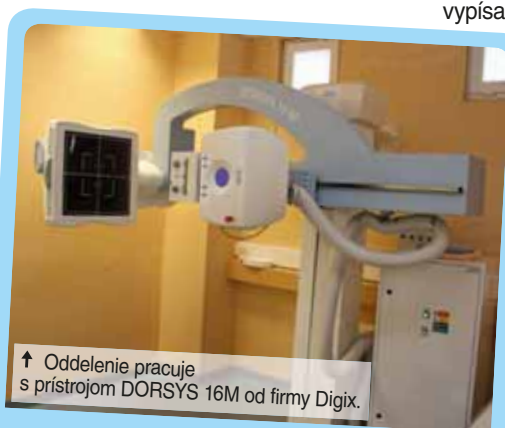 vypísa
↑ Oddelenie pracuje
s prístrojom DORSYS 16M od firmy Digix.